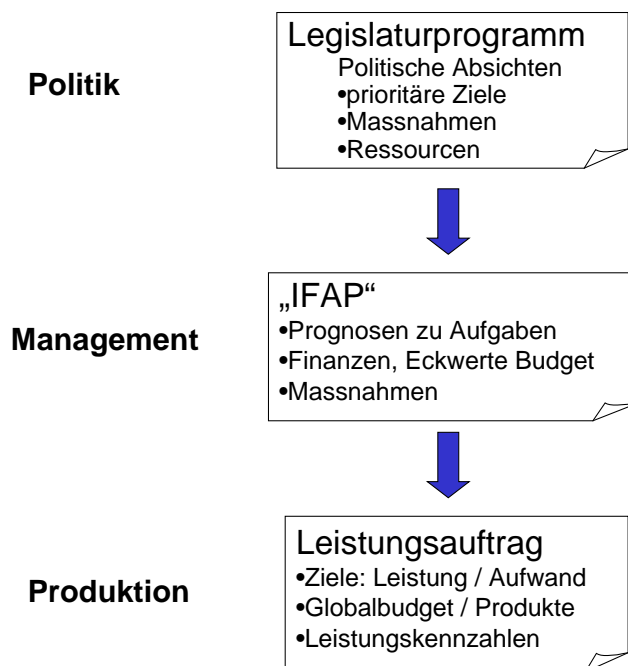 Politik
Legislaturprogramm
Politische Absichten
•prioritäre Ziele
•Massnahmen
•Ressourcen
Management
„IFAP“
•Prognosen zu Aufgaben
•Finanzen, Eckwerte Budget
•Massnahmen
Produktion
Leistungsauftrag
•Ziele: Leistung / Aufwand
•Globalbudget / Produkte
•Leistungskennzahlen